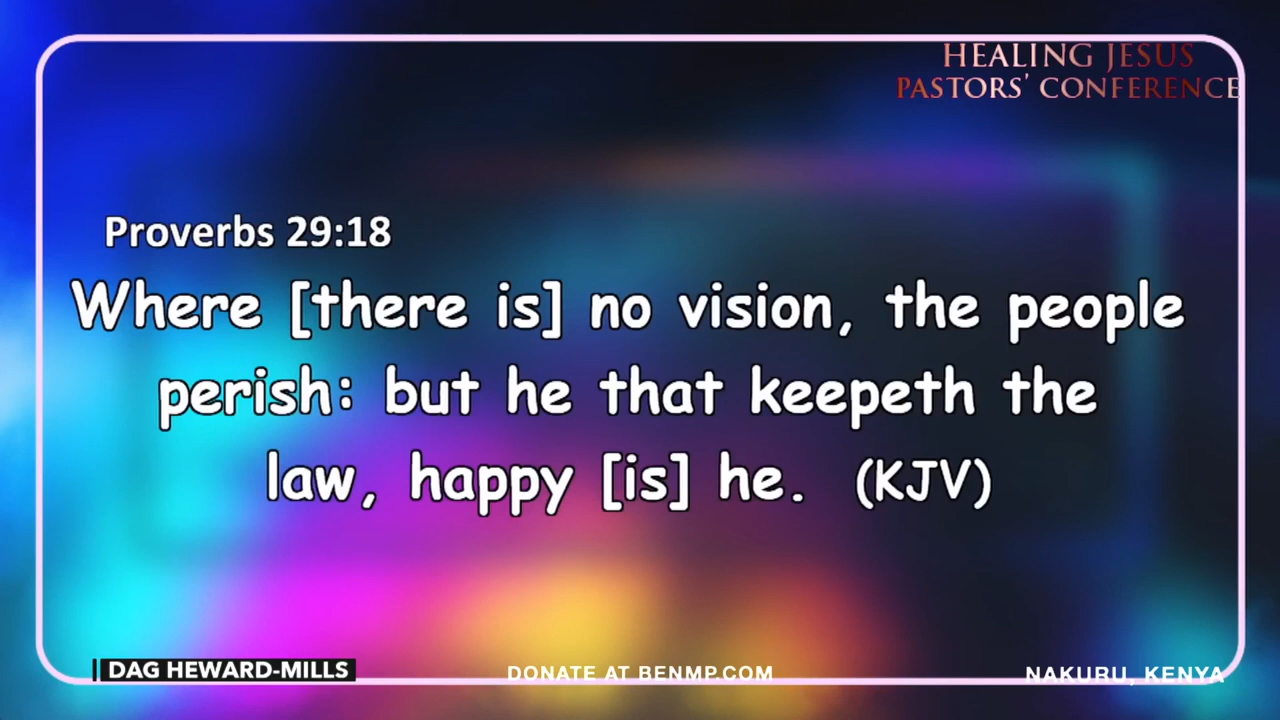 HEALING JESUS
PASTORS' CONFERENCE
Proverbs 29:18
Where [there is] no vision, the people
perish: but he that keepeth the
law, happy [is] he. (KJV)
DAG HEWARD-MILLS
DONATE AT BENMP.COM
NAKURU, KENYA